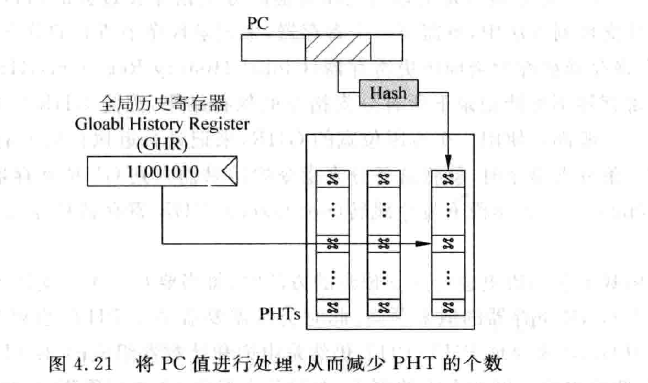 PC
Hash
全局历史寄存器
Gloabl History Register
(GHR)
11001010
PHTs
图 4.21 将 PC 值进行处理,从而减少 PHT 的个数